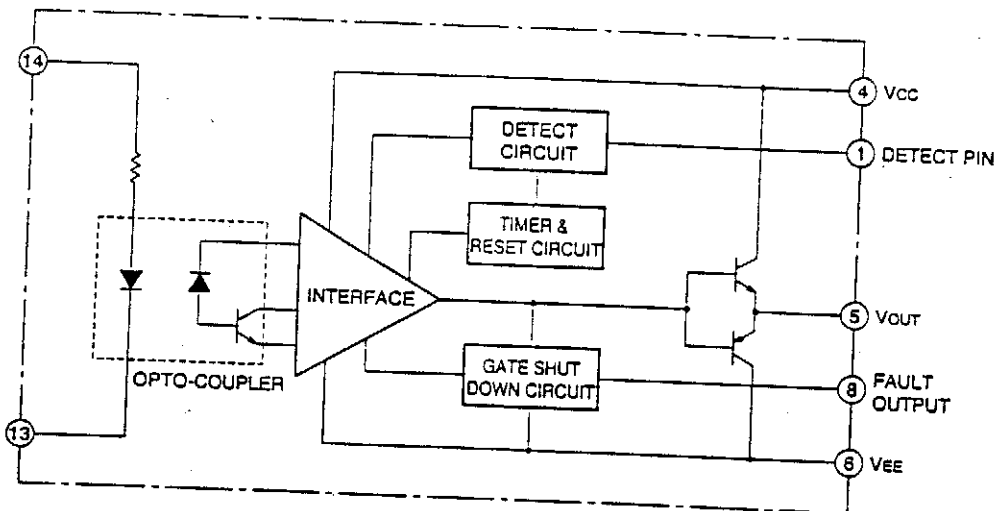 14
4 VCC
DETECT
CIRCUIT
1 DETECT PIN
TIMER &
RESET CIRCUIT
INTERFACE
5 VOUT
GATE SHUT
DOWN CIRCUIT
8 FAULT
OUTPUT
OPTO-COUPLER
13
6 VEE